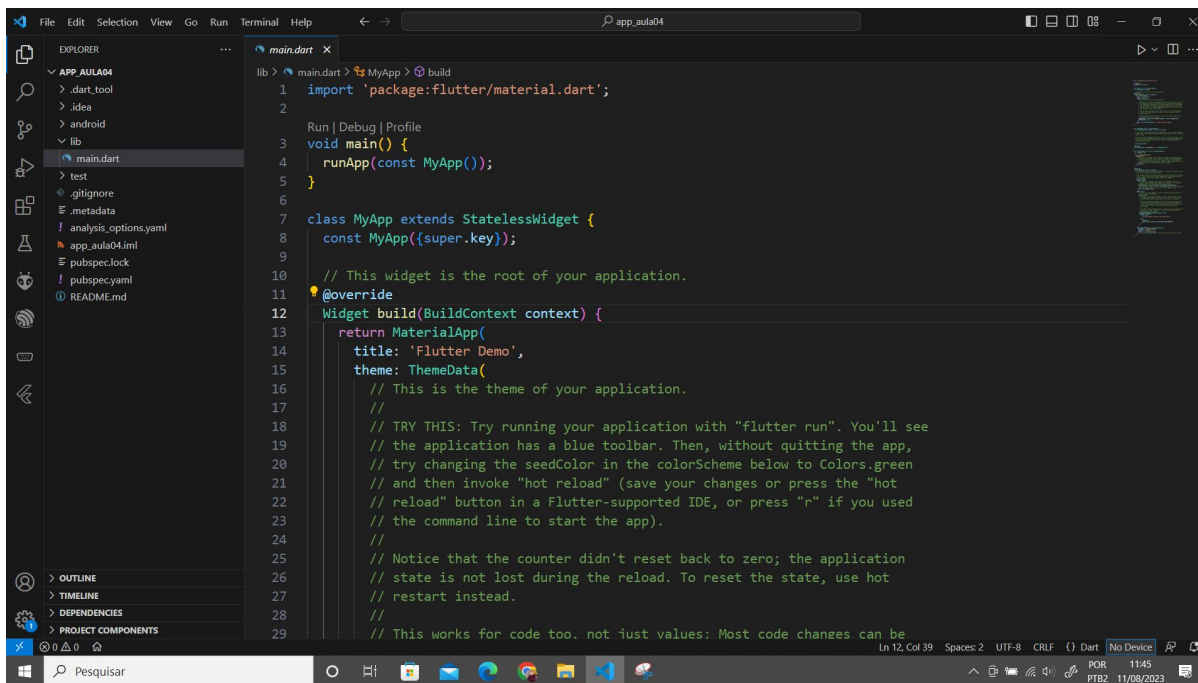 File Edit Selection View Go Run Terminal Help
app_aula04
EXPLORER
APP_AULA04
.dart_tool
.idea
android
lib
main.dart
test
.gitignore
.metadata
analysis_options.yaml
app_aula04.iml
pubspec.lock
pubspec.yaml
README.md
OUTLINE
TIMELINE
DEPENDENCIES
PROJECT COMPONENTS
main.dart
lib > main.dart > MyApp > build
1 import 'package:flutter/material.dart';
2
Run | Debug | Profile
3 void main() {
4 runApp(const MyApp());
5 }
6
7 class MyApp extends StatelessWidget {
8 const MyApp({super.key});
9
10 // This widget is the root of your application.
11 @override
12 Widget build(BuildContext context) {
13 return MaterialApp(
14 title: 'Flutter Demo',
15 theme: ThemeData(
16 // This is the theme of your application.
17 //
18 // TRY THIS: Try running your application with "flutter run". You'll see
19 // the application has a blue toolbar. Then, without quitting the app,
20 // try changing the seedColor in the colorScheme below to Colors.green
21 // and then invoke "hot reload" (save your changes or press the "hot
22 // reload" button in a Flutter-supported IDE, or press "r" if you used
23 // the command line to start the app).
24 //
25 // Notice that the counter didn't reset back to zero; the application
26 // state is not lost during the reload. To reset the state, use hot
27 // restart instead.
28 //
29 // This works for code too, not just values: Most code changes can be
0 0 0
Ln 12, Col 39 Spaces: 2 UTF-8 CRLF {} Dart No Device
1
Pesquisar
POR
PTB2
11:45
11/08/2023